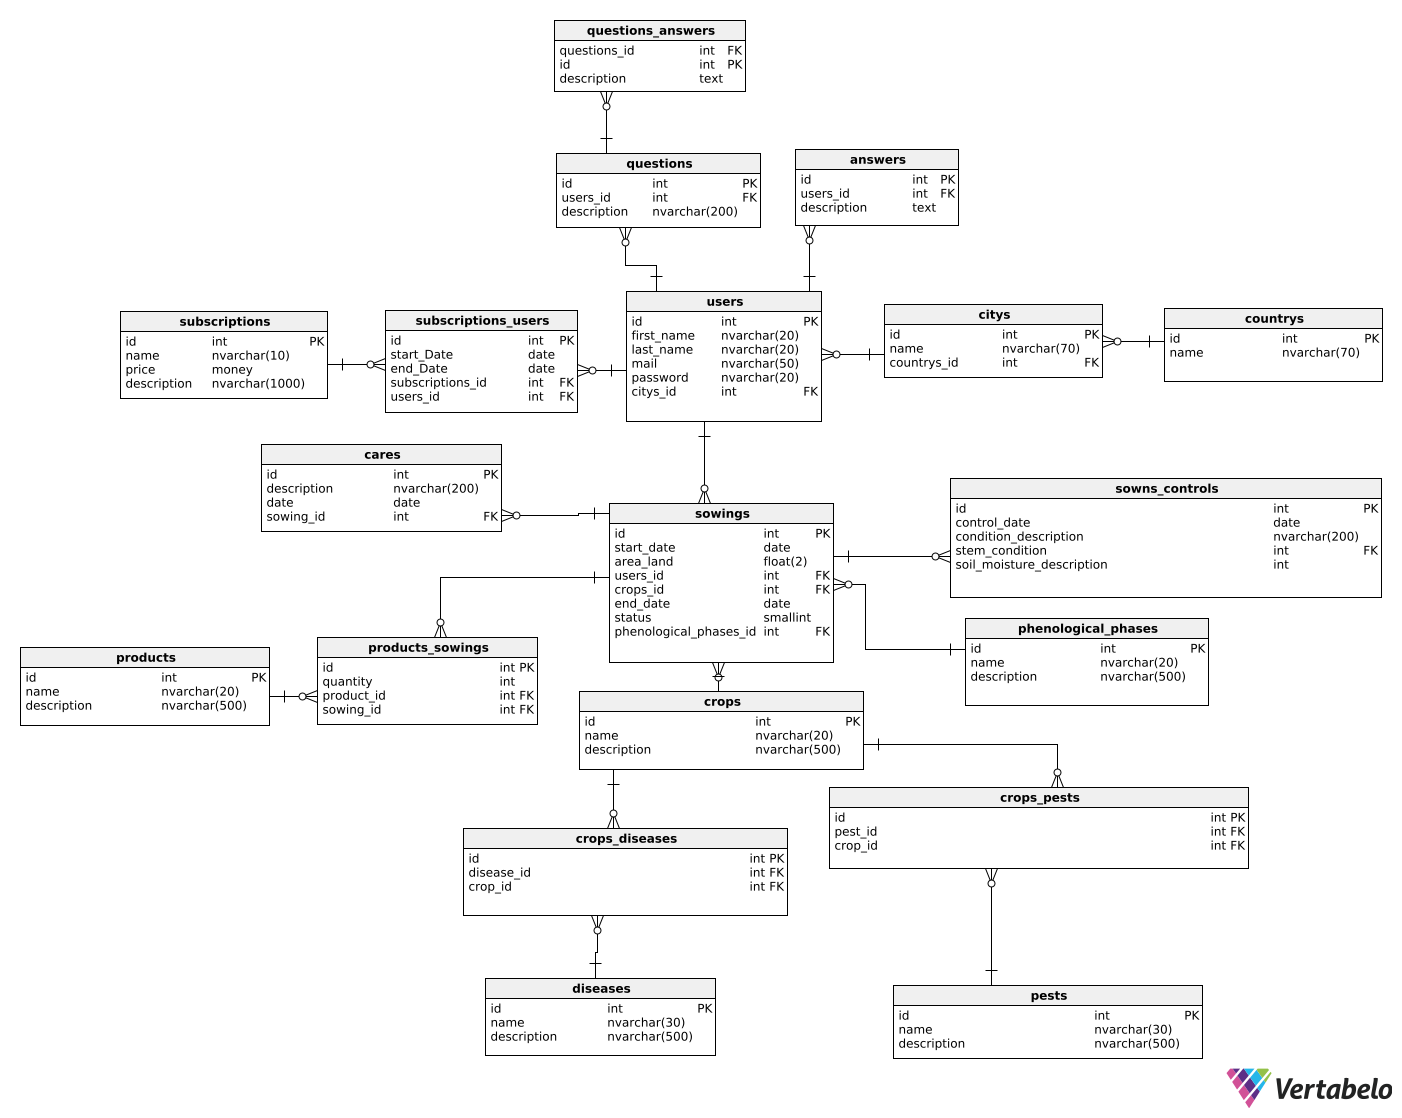 questions_answers
questions_id int FK
id int PK
description text
questions
id int PK
users_id int FK
description nvarchar(200)
answers
id int PK
users_id int FK
description text
subscriptions
id int PK
name nvarchar(10)
price money
description nvarchar(1000)
subscriptions_users
id int PK
start_Date date
end_Date date
subscriptions_id int FK
users_id int FK
users
id int PK
first_name nvarchar(20)
last_name nvarchar(20)
mail nvarchar(50)
password nvarchar(20)
citys_id int FK
citys
id int PK
name nvarchar(70)
countrys_id int FK
countrys
id int PK
name nvarchar(70)
cares
id int PK
description nvarchar(200)
date date
sowing_id int FK
sowings
id int PK
start_date date
area_land float(2)
users_id int FK
crops_id int FK
end_date date
status smallint
phenological_phases_id int FK
sowns_controls
id int PK
control_date date
condition_description nvarchar(200)
stem_condition int FK
soil_moisture_description int
phenological_phases
id int PK
name nvarchar(20)
description nvarchar(500)
products
id int PK
name nvarchar(20)
description nvarchar(500)
products_sowings
id int PK
quantity int
product_id int FK
sowing_id int FK
crops
id int PK
name nvarchar(20)
description nvarchar(500)
crops_pests
id int PK
pest_id int FK
crop_id int FK
crops_diseases
id int PK
disease_id int FK
crop_id int FK
diseases
id int PK
name nvarchar(30)
description nvarchar(500)
pests
id int PK
name nvarchar(30)
description nvarchar(500)
Vertabelo